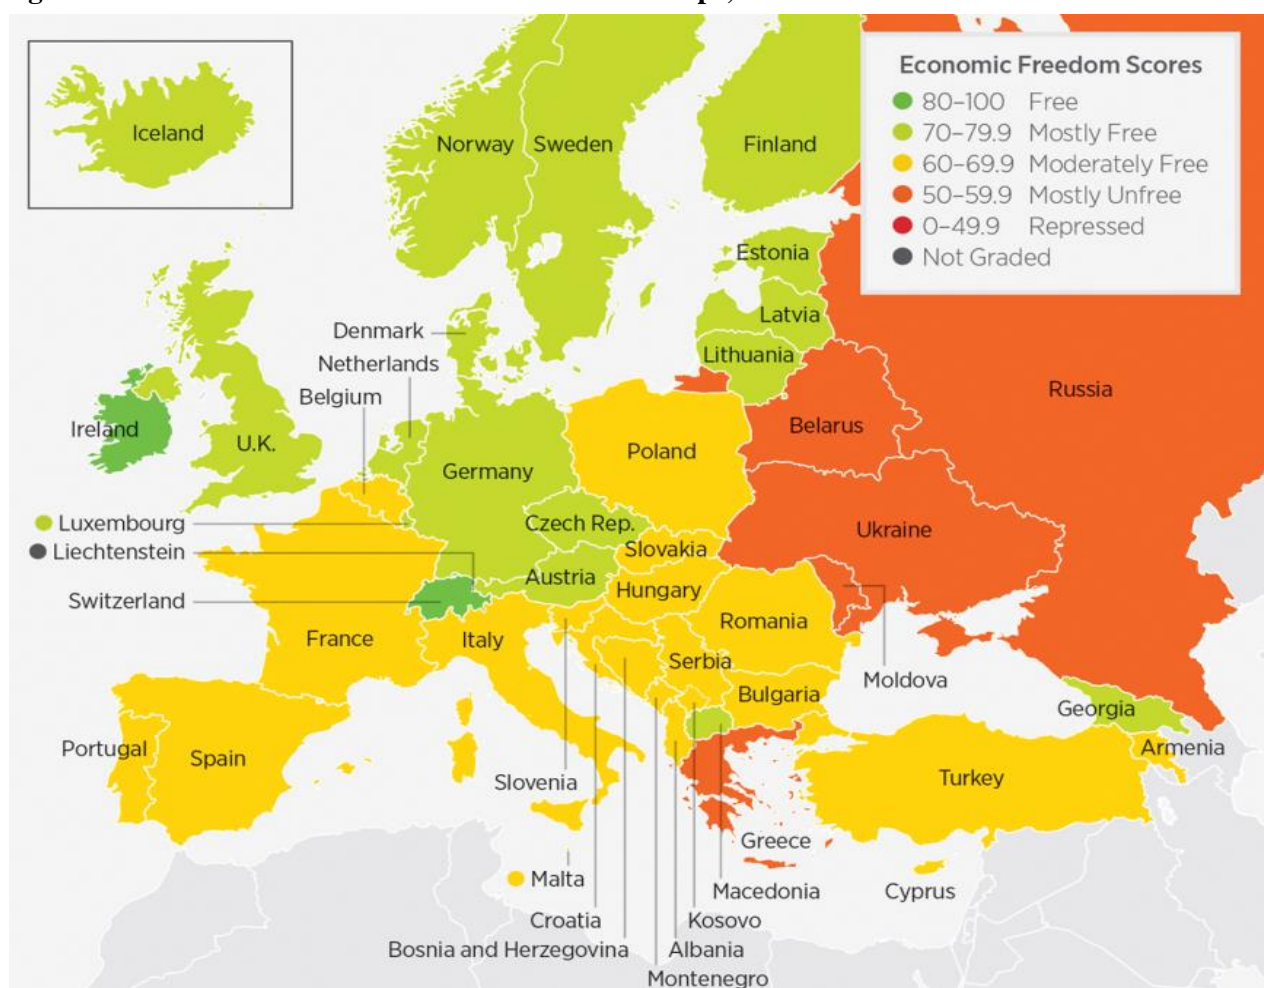 Economic Freedom Scores
80–100 Free
70–79.9 Mostly Free
60–69.9 Moderately Free
50–59.9 Mostly Unfree
0–49.9 Repressed
Not Graded
Iceland
Norway
Sweden
Finland
Estonia
Latvia
Lithuania
Denmark
Netherlands
Belgium
Ireland
U.K.
Germany
Poland
Belarus
Russia
Luxembourg
Liechtenstein
Switzerland
Czech Rep.
Slovakia
Ukraine
Austria
Hungary
France
Italy
Romania
Serbia
Moldova
Bulgaria
Georgia
Armenia
Portugal
Spain
Slovenia
Turkey
Greece
Malta
Macedonia
Cyprus
Croatia
Kosovo
Bosnia and Herzegovina
Albania
Montenegro